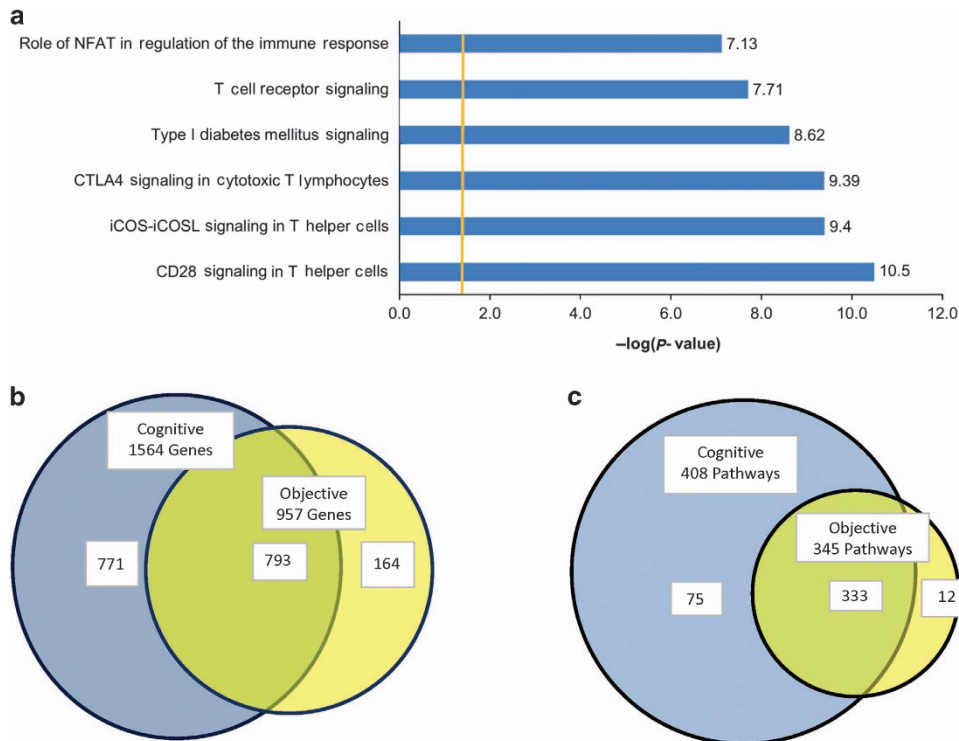 a
Role of NFAT in regulation of the immune response
7.13
T cell receptor signaling
7.71
Type I diabetes mellitus signaling
8.62
CTLA4 signaling in cytotoxic T lymphocytes
9.39
iCOS-iCOSL signaling in T helper cells
9.4
CD28 signaling in T helper cells
10.5
0.0 2.0 4.0 6.0 8.0 10.0 12.0
–log(P- value)
b
Cognitive
1564 Genes
Objective
957 Genes
771
793
164
c
Cognitive
408 Pathways
Objective
345 Pathways
75
333
12